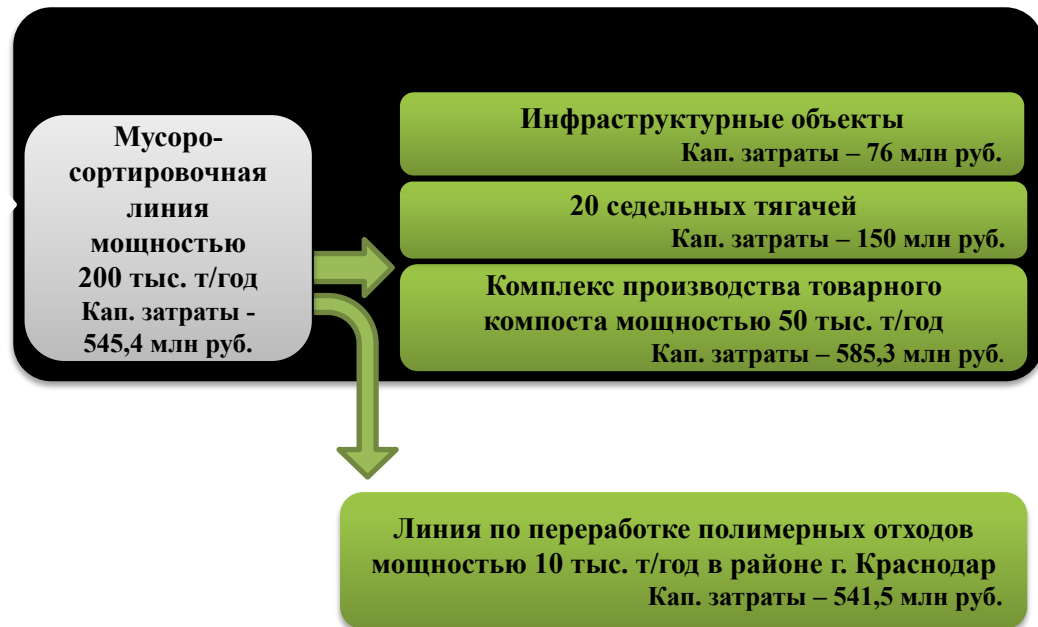 Мусоро-
сортировочная
линия
мощностью
200 тыс. т/год
Кап. затраты -
545,4 млн руб.
Инфраструктурные объекты
Кап. затраты – 76 млн руб.
20 седельных тягачей
Кап. затраты – 150 млн руб.
Комплекс производства товарного
компоста мощностью 50 тыс. т/год
Кап. затраты – 585,3 млн руб.
Линия по переработке полимерных отходов
мощностью 10 тыс. т/год в районе г. Краснодар
Кап. затраты – 541,5 млн руб.